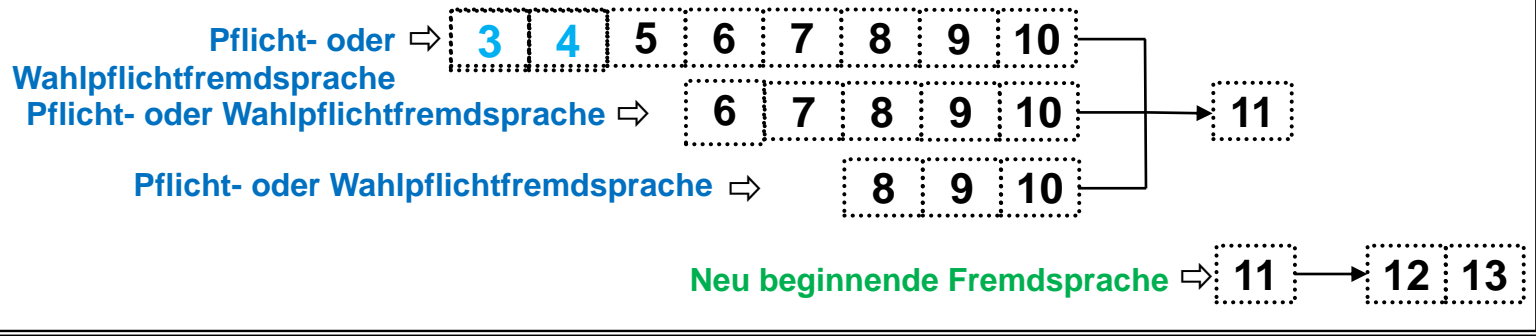 Pflicht- oder ⇨ 3 4 5 6 7 8 9 10
Wahlpflichtfremdsprache
Pflicht- oder Wahlpflichtfremdsprache ⇨ 6 7 8 9 10 11
Pflicht- oder Wahlpflichtfremdsprache ⇨ 8 9 10
Neu beginnende Fremdsprache ⇨ 11 12 13